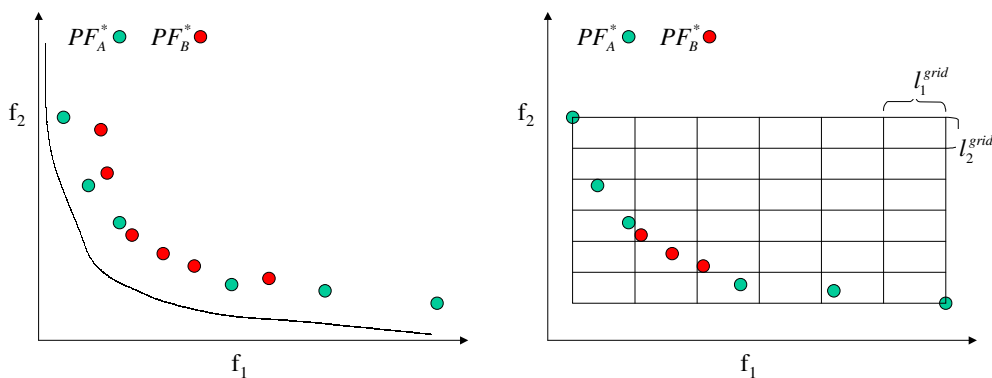 PF*A PF*B
f2
f1
PF*A PF*B
l1grid
f2
l2grid
f1